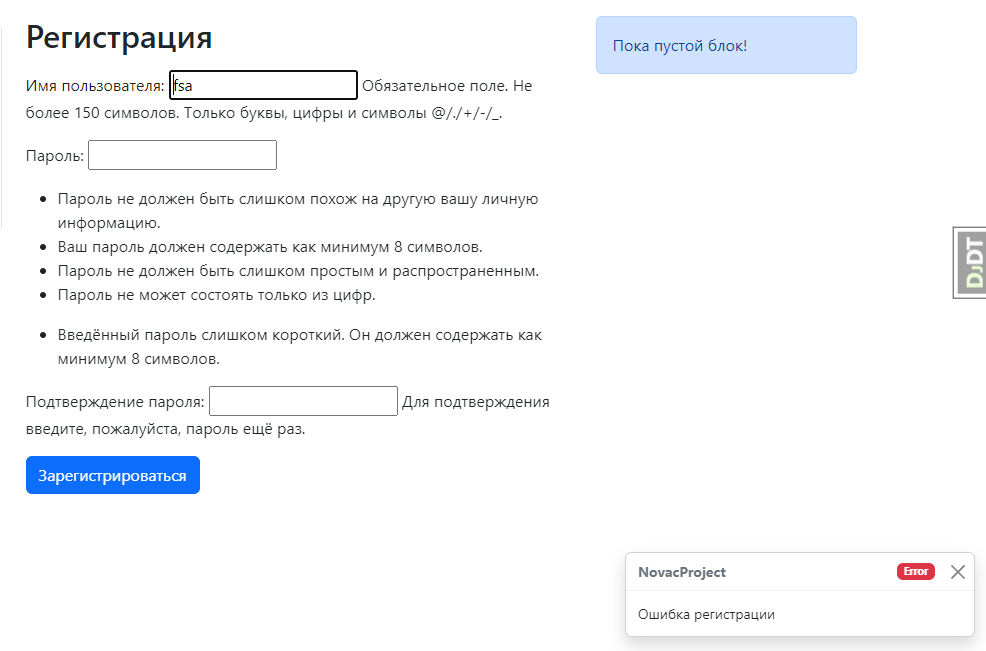 Регистрация
Пока пустой блок!
Имя пользователя: fsa Обязательное поле. Не
более 150 символов. Только буквы, цифры и символы @/./+/-/_.
Пароль:
Пароль не должен быть слишком похож на другую вашу личную
информацию.
Ваш пароль должен содержать как минимум 8 символов.
Пароль не должен быть слишком простым и распространенным.
Пароль не может состоять только из цифр.
Введённый пароль слишком короткий. Он должен содержать как
минимум 8 символов.
Подтверждение пароля: Для подтверждения
введите, пожалуйста, пароль ещё раз.
Зарегистрироваться
DJDT
NovacProject Error
Ошибка регистрации